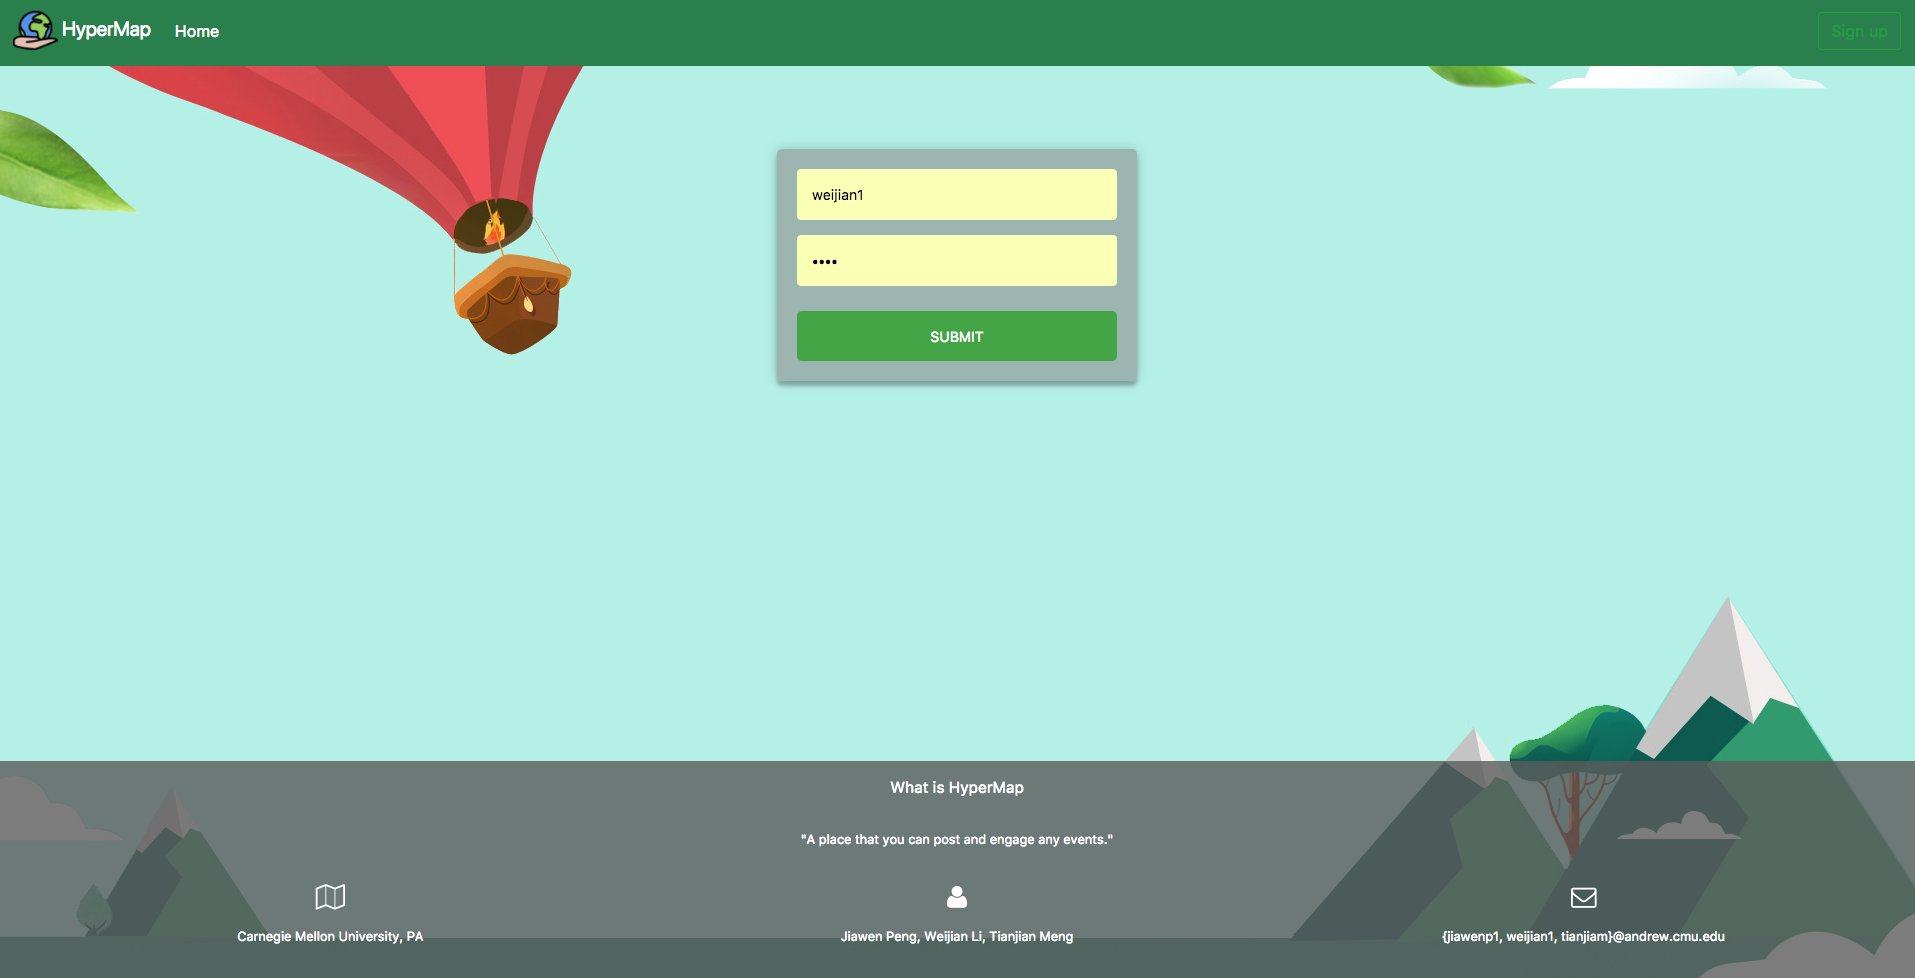 HyperMap
Home
Sign up
weijian1
••••
SUBMIT
What is HyperMap
"A place that you can post and engage any events."
Carnegie Mellon University, PA
Jiawen Peng, Weijian Li, Tianjian Meng
{jiawenp1, weijian1, tianjiam}@andrew.cmu.edu